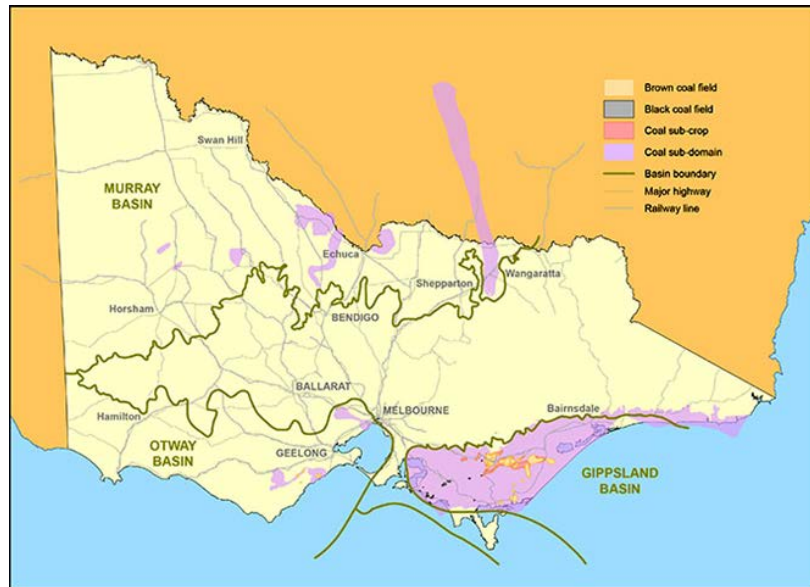 Brown coal field
Black coal field
Coal sub-crop
Coal sub-domain
Basin boundary
Major highway
Railway line
Swan Hill
MURRAY
BASIN
Echuca
Shepparton
Wangaratta
Horsham
BENDIGO
BALLARAT
Hamilton
MELBOURNE
Bairnsdale
OTWAY
BASIN
GEELONG
GIPPSLAND
BASIN